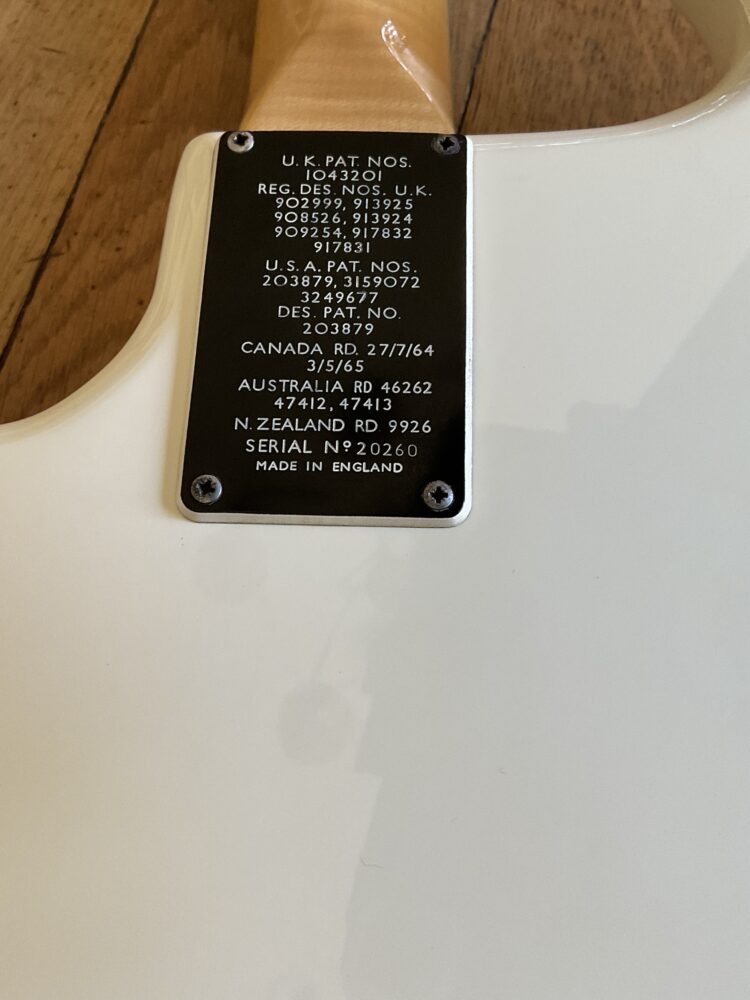 U.K. PAT. NOS.
1043201
REG. DES. NOS. U.K.
902999, 913925
908526, 913924
909254, 917832
917831
U.S.A. PAT. NOS.
203879, 3159072
3249677
DES. PAT. NO.
203879
CANADA RD. 27/7/64
3/5/65
AUSTRALIA RD 46262
47412, 47413
N. ZEALAND RD 9926
SERIAL Nº 20260
MADE IN ENGLAND